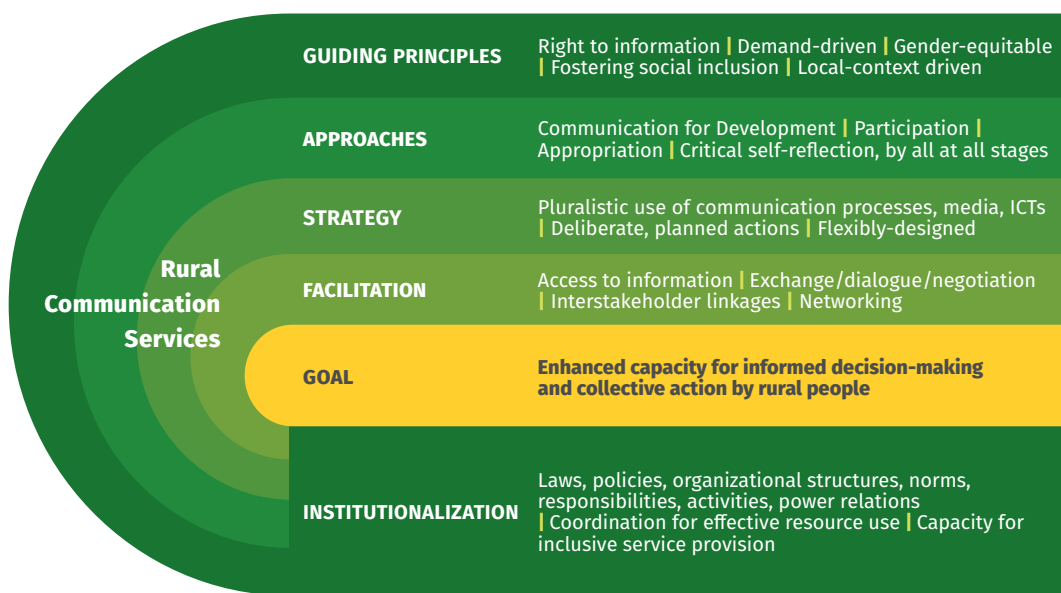 Rural
Communication
Services
GUIDING PRINCIPLES
Right to information | Demand-driven | Gender-equitable
| Fostering social inclusion | Local-context driven
APPROACHES
Communication for Development | Participation |
Appropriation | Critical self-reflection, by all at all stages
STRATEGY
Pluralistic use of communication processes, media, ICTs
| Deliberate, planned actions | Flexibly-designed
FACILITATION
Access to information | Exchange/dialogue/negotiation
| Interstakeholder linkages | Networking
GOAL
Enhanced capacity for informed decision-making
and collective action by rural people
INSTITUTIONALIZATION
Laws, policies, organizational structures, norms,
responsibilities, activities, power relations
| Coordination for effective resource use | Capacity for
inclusive service provision